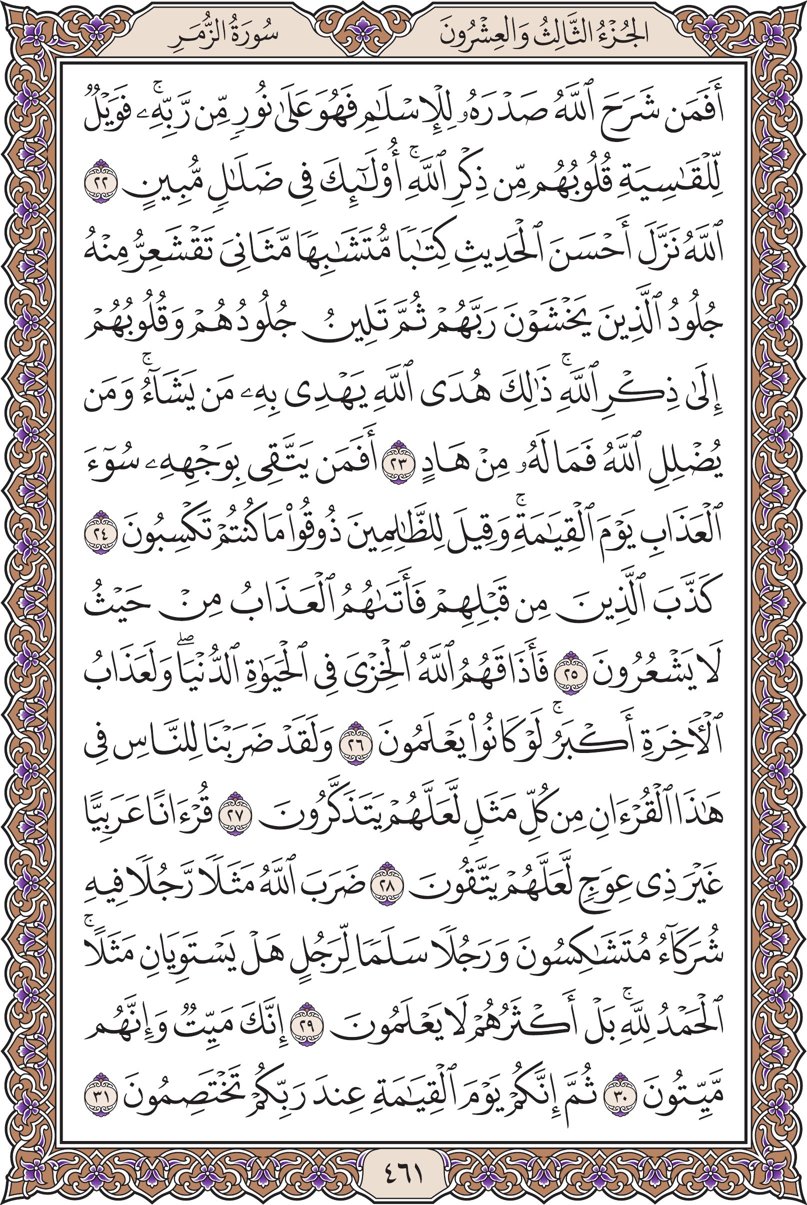 الجُزْءُ الثَّالِثُ وَالعِشْرُونَ
سُورَةُ الزُّمَرِ
أَفَمَن شَرَحَ ٱللَّهُ صَدْرَهُۥ لِلْإِسْلَٰمِ فَهُوَ عَلَىٰ نُورٍ مِّن رَّبِّهِۦۚ فَوَيْلٌ
لِّلْقَٰسِيَةِ قُلُوبُهُم مِّن ذِكْرِ ٱللَّهِۚ أُوْلَٰٓئِكَ فِى ضَلَٰلٍ مُّبِينٍ ٢٢
ٱللَّهُ نَزَّلَ أَحْسَنَ ٱلْحَدِيثِ كِتَٰبًا مُّتَشَٰبِهًا مَّثَانِىَ تَقْشَعِرُّ مِنْهُ
جُلُودُ ٱلَّذِينَ يَخْشَوْنَ رَبَّهُمْ ثُمَّ تَلِينُ جُلُودُهُمْ وَقُلُوبُهُمْ
إِلَىٰ ذِكْرِ ٱللَّهِۚ ذَٰلِكَ هُدَى ٱللَّهِ يَهْدِى بِهِۦ مَن يَشَآءُۚ وَمَن
يُضْلِلِ ٱللَّهُ فَمَا لَهُۥ مِنْ هَادٍ ٢٣ أَفَمَن يَتَّقِى بِوَجْهِهِۦ سُوٓءَ
ٱلْعَذَابِ يَوْمَ ٱلْقِيَٰمَةِۚ وَقِيلَ لِلظَّٰلِمِينَ ذُوقُواْ مَا كُنتُمْ تَكْسِبُونَ ٢٤
كَذَّبَ ٱلَّذِينَ مِن قَبْلِهِمْ فَأَتَىٰهُمُ ٱلْعَذَابُ مِنْ حَيْثُ
لَا يَشْعُرُونَ ٢٥ فَأَذَاقَهُمُ ٱللَّهُ ٱلْخِزْىَ فِى ٱلْحَيَوٰةِ ٱلدُّنْيَاۖ وَلَعَذَابُ
ٱلْأَخِرَةِ أَكْبَرُۚ لَوْ كَانُواْ يَعْلَمُونَ ٢٦ وَلَقَدْ ضَرَبْنَا لِلنَّاسِ فِى
هَٰذَا ٱلْقُرْءَانِ مِن كُلِّ مَثَلٍ لَّعَلَّهُمْ يَتَذَكَّرُونَ ٢٧ قُرْءَانًا عَرَبِيًّا
غَيْرَ ذِى عِوَجٍ لَّعَلَّهُمْ يَتَّقُونَ ٢٨ ضَرَبَ ٱللَّهُ مَثَلًا رَّجُلًا فِيهِ
شُرَكَآءُ مُتَشَٰكِسُونَ وَرَجُلًا سَلَمًا لِّرَجُلٍ هَلْ يَسْتَوِيَانِ مَثَلًاۚ
ٱلْحَمْدُ لِلَّهِۚ بَلْ أَكْثَرُهُمْ لَا يَعْلَمُونَ ٢٩ إِنَّكَ مَيِّتٌ وَإِنَّهُم
مَّيِّتُونَ ٣٠ ثُمَّ إِنَّكُمْ يَوْمَ ٱلْقِيَٰمَةِ عِندَ رَبِّكُمْ تَخْتَصِمُونَ ٣١
٤٦١